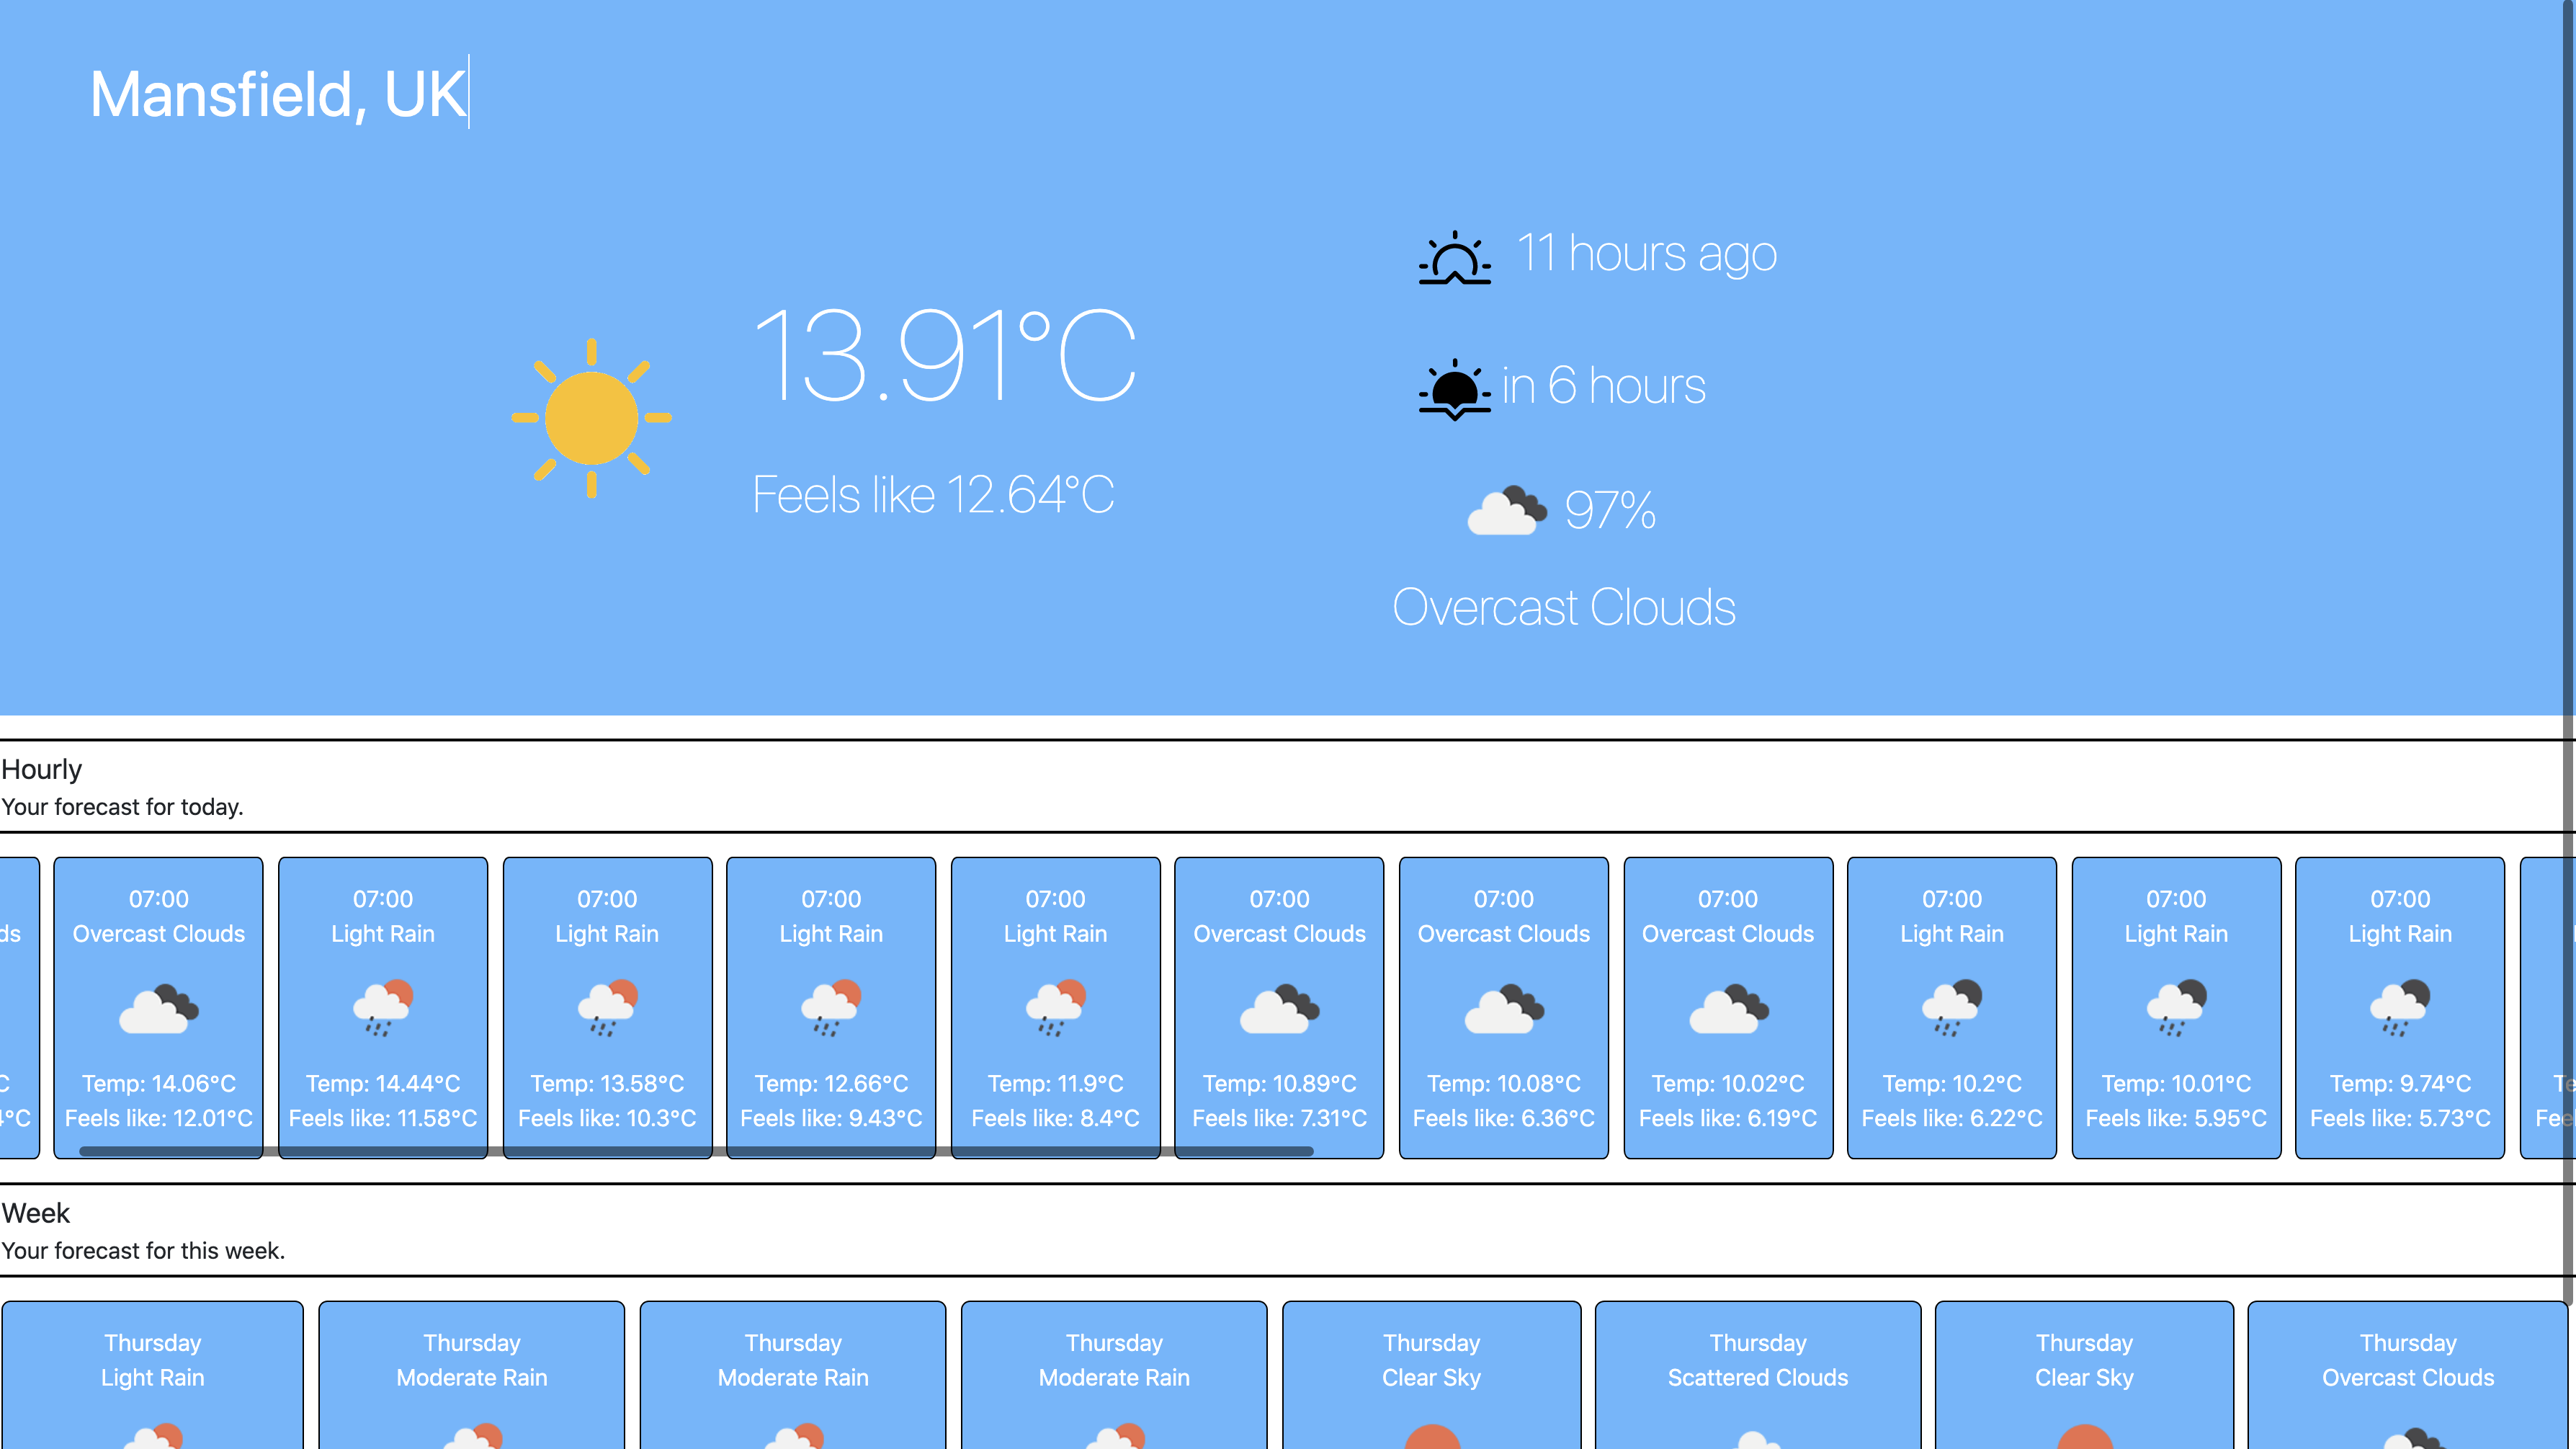 Mansfield, UK
11 hours ago
13.91°C
in 6 hours
Feels like 12.64°C
97%
Overcast Clouds
Hourly
Your forecast for today.
07:00
Overcast Clouds
Temp: 14.06°C
Feels like: 12.01°C
07:00
Light Rain
Temp: 14.44°C
Feels like: 11.58°C
07:00
Light Rain
Temp: 13.58°C
Feels like: 10.3°C
07:00
Light Rain
Temp: 12.66°C
Feels like: 9.43°C
07:00
Light Rain
Temp: 11.9°C
Feels like: 8.4°C
07:00
Overcast Clouds
Temp: 10.89°C
Feels like: 7.31°C
07:00
Overcast Clouds
Temp: 10.08°C
Feels like: 6.36°C
07:00
Overcast Clouds
Temp: 10.02°C
Feels like: 6.19°C
07:00
Light Rain
Temp: 10.2°C
Feels like: 6.22°C
07:00
Light Rain
Temp: 10.01°C
Feels like: 5.95°C
07:00
Light Rain
Temp: 9.74°C
Feels like: 5.73°C
Week
Your forecast for this week.
Thursday
Light Rain
Thursday
Moderate Rain
Thursday
Moderate Rain
Thursday
Moderate Rain
Thursday
Clear Sky
Thursday
Scattered Clouds
Thursday
Clear Sky
Thursday
Overcast Clouds